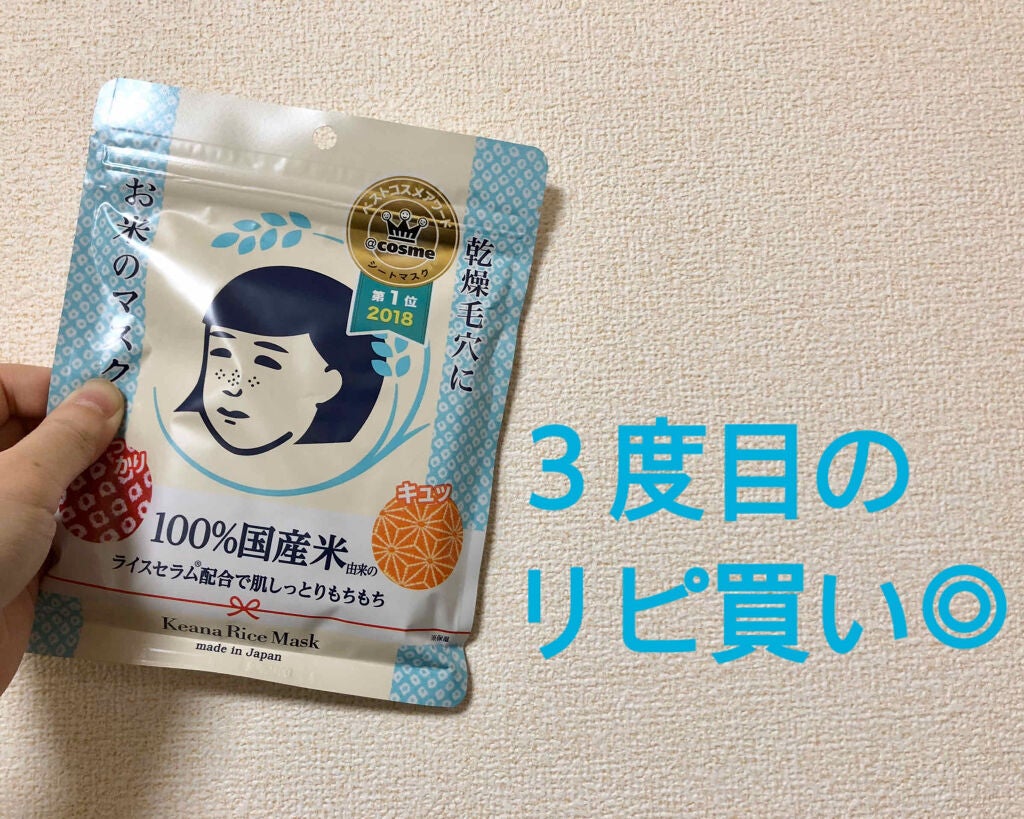 お米のマスク
乾燥毛穴に
ベストコスメアワード
@cosme
シートマスク
第1位
2018
キュッ
100%国産米由来の
ライスセラム®配合で肌しっとりもちもち
Keana Rice Mask
made in Japan
※保湿
3度目の
リピ買い◎